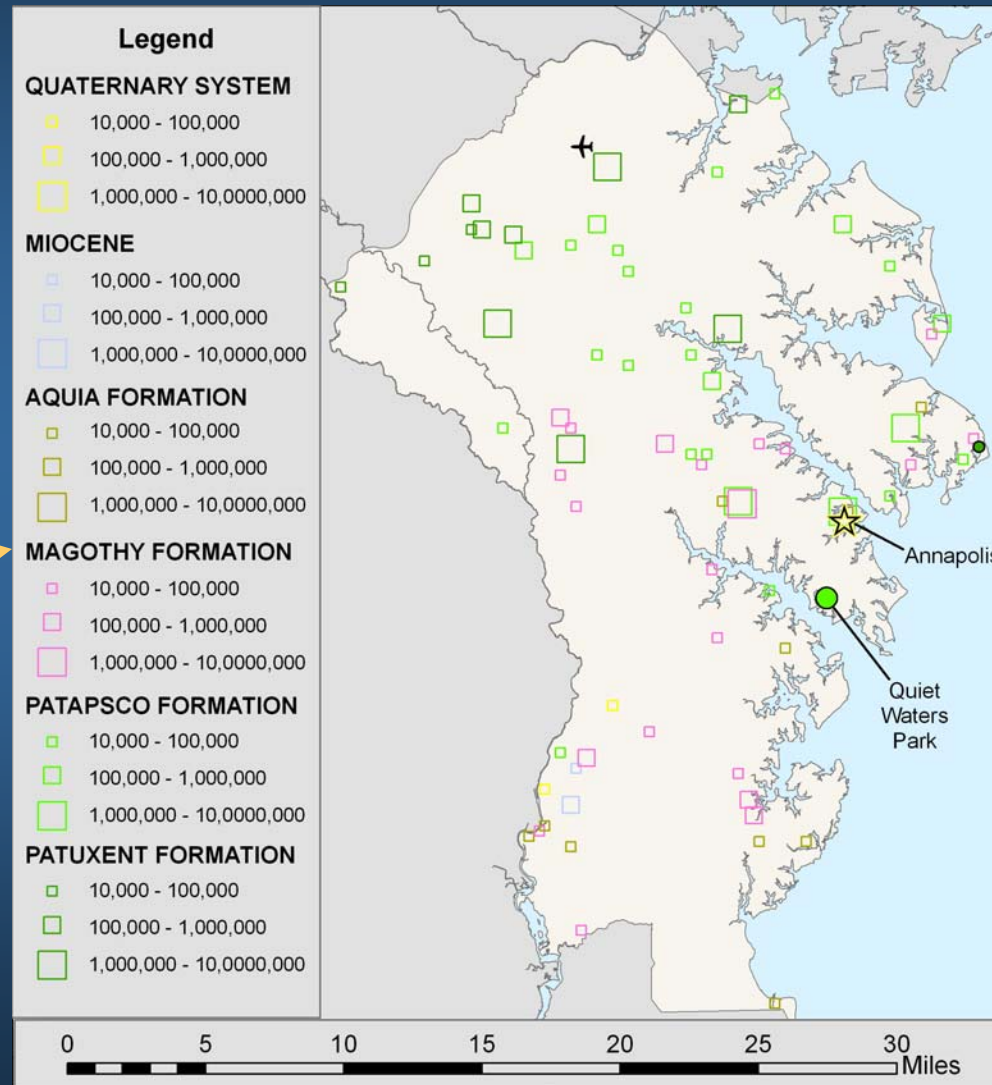 Legend
QUATERNARY SYSTEM
10,000 - 100,000
100,000 - 1,000,000
1,000,000 - 10,0000,000
MIOCENE
10,000 - 100,000
100,000 - 1,000,000
1,000,000 - 10,0000,000
AQUIA FORMATION
10,000 - 100,000
100,000 - 1,000,000
1,000,000 - 10,0000,000
MAGOTHY FORMATION
10,000 - 100,000
100,000 - 1,000,000
1,000,000 - 10,0000,000
PATAPSCO FORMATION
10,000 - 100,000
100,000 - 1,000,000
1,000,000 - 10,0000,000
PATUXENT FORMATION
10,000 - 100,000
100,000 - 1,000,000
1,000,000 - 10,0000,000
Annapolis
Quiet
Waters
Park
0 5 10 15 20 25 30
Miles